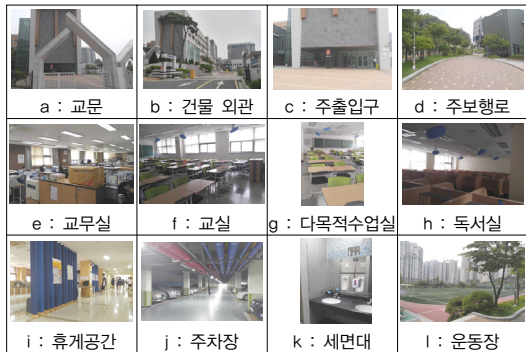 a : 교문
b : 건물 외관
c : 주출입구
d : 주보행로
e : 교무실
f : 교실
g : 다목적수업실
h : 독서실
i : 휴게공간
j : 주차장
k : 세면대
l : 운동장